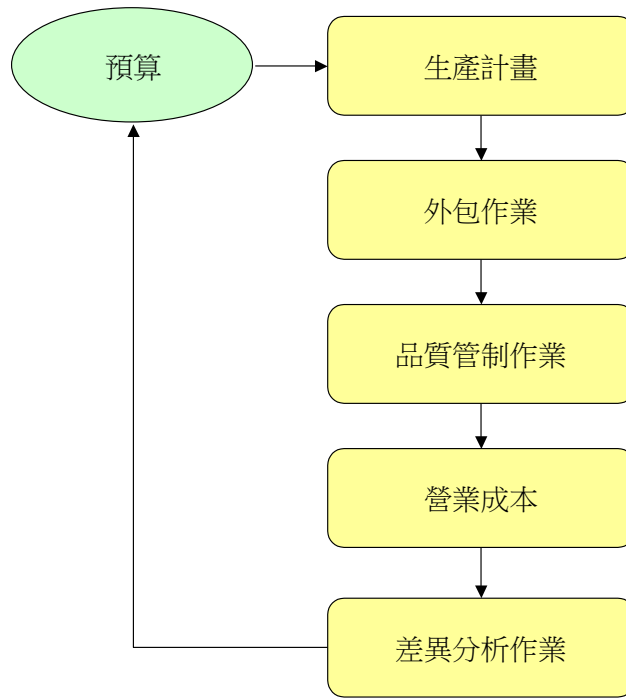 預算
生產計畫
外包作業
品質管制作業
營業成本
差異分析作業